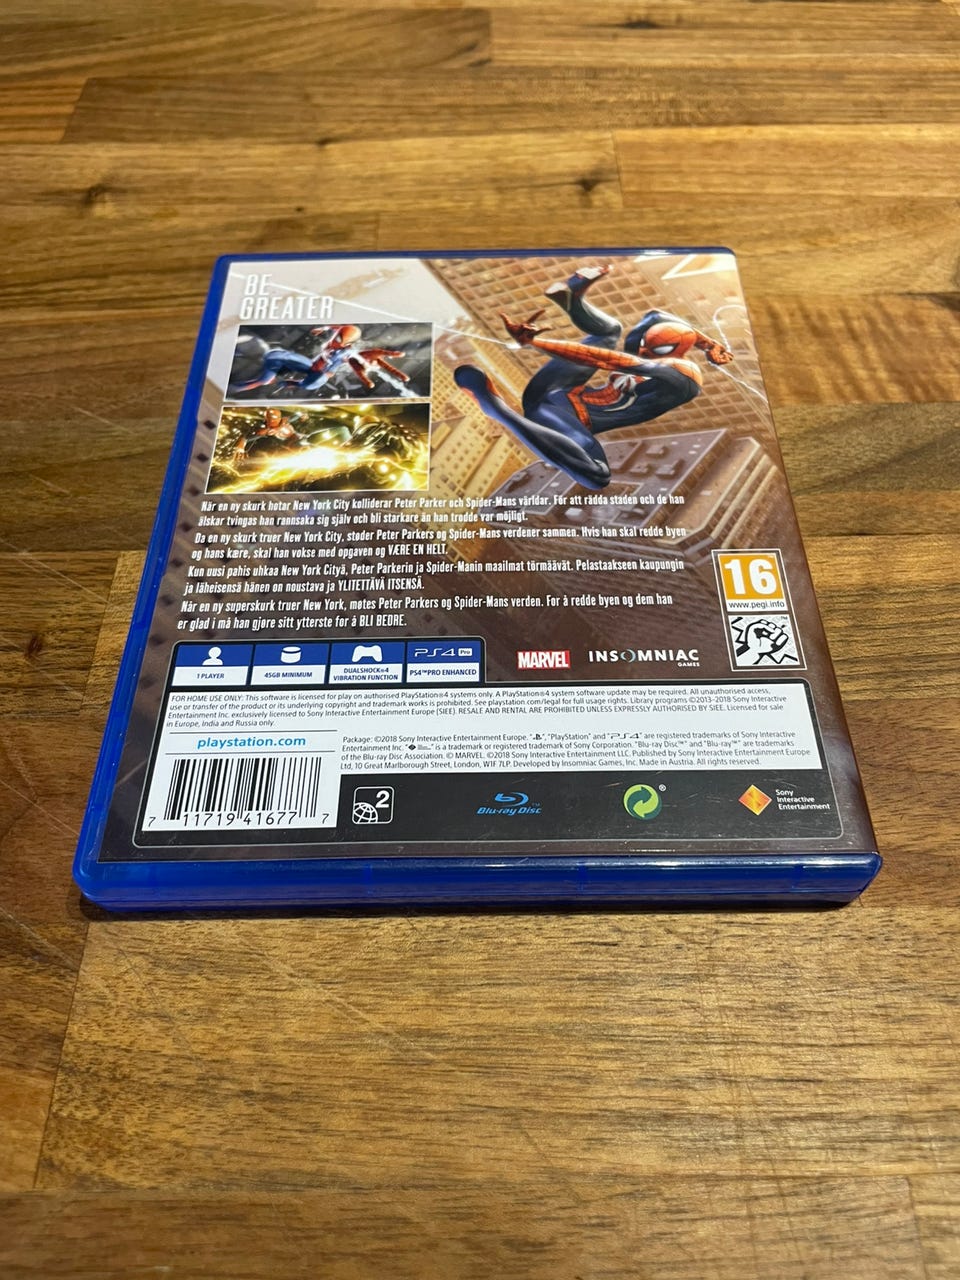 BE
GREATER
När en ny skurk hotar New York City kolliderar Peter Parker och Spider-Mans världar. För att rädda staden och de han
älskar tvingas han rannsaka sig själv och bli starkare än han trodde var möjligt.
Da en ny skurk truer New York City, støder Peter Parkers og Spider-Mans verdener sammen. Hvis han skal redde byen
og hans kære, skal han vokse med opgaven og VÆRE EN HELT.
Kun uusi pahis uhkaa New York Cityä, Peter Parkerin ja Spider-Manin maailmat törmäävät. Pelastaakseen kaupungin
ja läheisensä hänen on noustava ja YLITETTÄVÄ ITSENSÄ.
Når en ny superskurk truer New York, møtes Peter Parkers og Spider-Mans verden. For å redde byen og dem han
er glad i må han gjøre sitt ytterste for å BLI BEDRE.
16
www.pegi.info
1 PLAYER
45GB MINIMUM
DUALSHOCK®4
VIBRATION FUNCTION
PS4 Pro
PS4™PRO ENHANCED
MARVEL
INSOMNIAC
GAMES
FOR HOME USE ONLY: This software is licensed for play on authorised PlayStation®4 systems only. A PlayStation®4 system software update may be required. All unauthorised access,
use or transfer of the product or its underlying copyright and trademark works is prohibited. See playstation.com/legal for full usage rights. Library programs ©2013-2018 Sony Interactive
Entertainment Inc. exclusively licensed to Sony Interactive Entertainment Europe (SIEE). RESALE AND RENTAL ARE PROHIBITED UNLESS EXPRESSLY AUTHORISED BY SIEE. Licensed for sale
in Europe, India and Russia only.
playstation.com
Package: ©2018 Sony Interactive Entertainment Europe. "", "PlayStation" and "PS4" are registered trademarks of Sony Interactive
Entertainment Inc. "" is a trademark or registered trademark of Sony Corporation. "Blu-ray Disc™" and "Blu-ray™" are trademarks
of the Blu-ray Disc Association. © MARVEL. ©2018 Sony Interactive Entertainment LLC. Published by Sony Interactive Entertainment Europe
Ltd, 10 Great Marlborough Street, London, W1F 7LP. Developed by Insomniac Games, Inc. Made in Austria. All rights reserved.
7 11719 41677 7
2
Blu-ray Disc™
®
Sony
Interactive
Entertainment